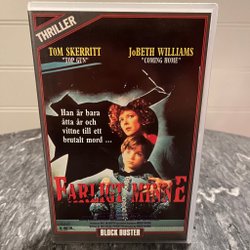 THRILLER
TOM SKERRITT
"TOP GUN"
JoBETH WILLIAMS
"COMING HOME"
Han är bara
åtta år och
vittne till ett
brutalt mord ...
FARLIGT MINNE
BLOCK BUSTER